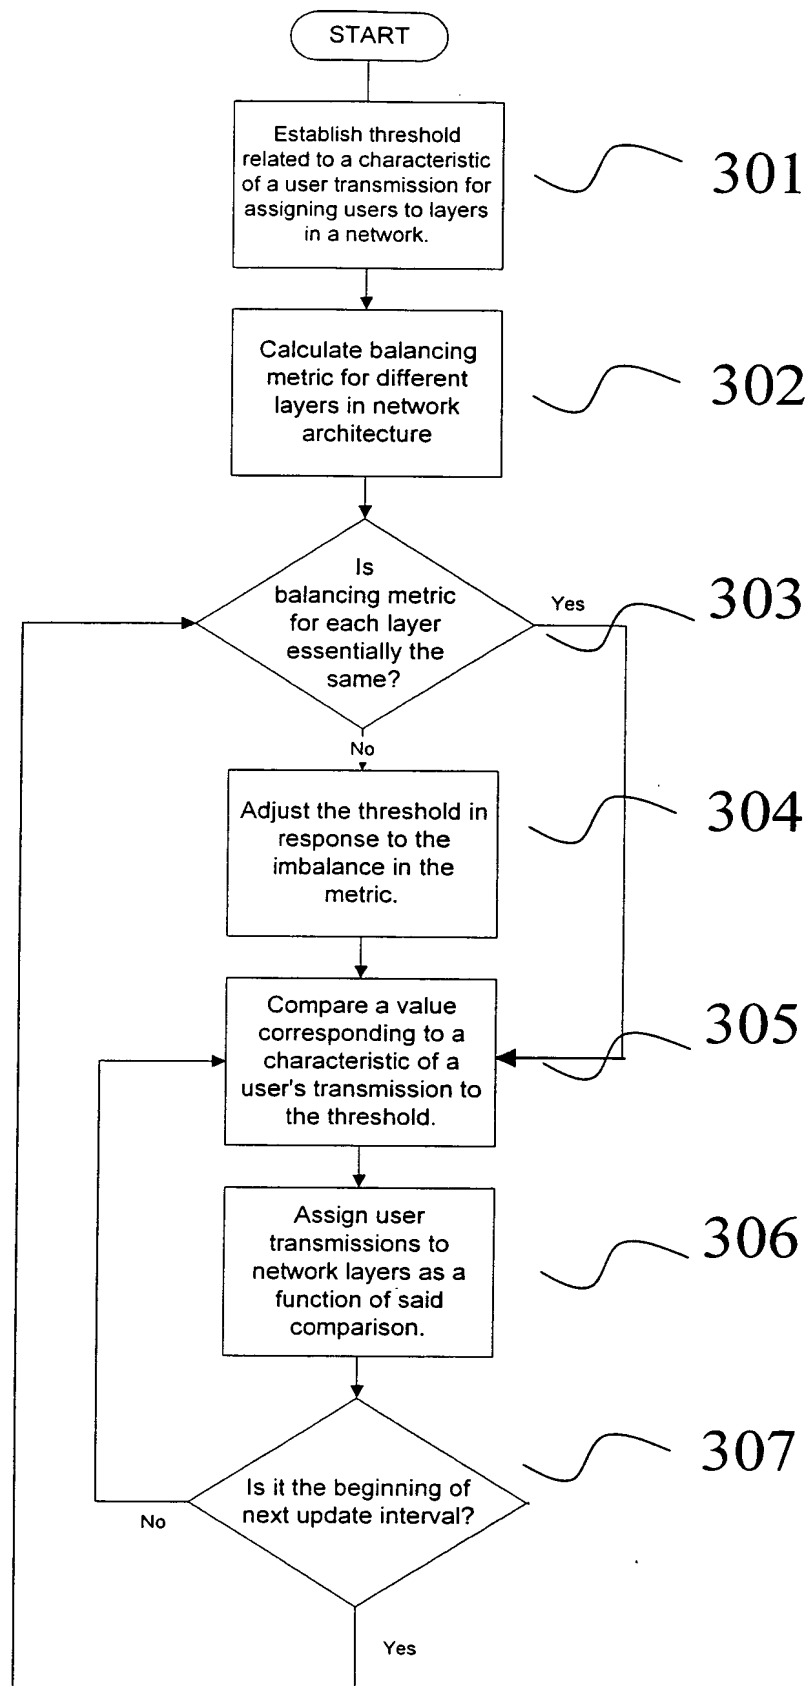 START
Establish threshold
related to a characteristic
of a user transmission for
assigning users to layers
in a network.
301
Calculate balancing
metric for different
layers in network
architecture
302
Is
balancing metric
for each layer
essentially the
same?
Yes
303
No
Adjust the threshold in
response to the
imbalance in the
metric.
304
Compare a value
corresponding to a
characteristic of a
user's transmission to
the threshold.
305
Assign user
transmissions to
network layers as a
function of said
comparison.
306
Is it the beginning of
next update interval?
307
No
Yes